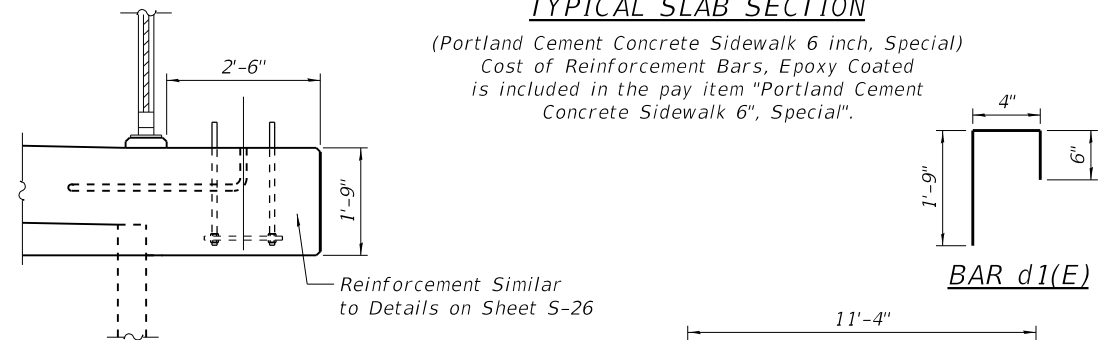 TYPICAL SLAB SECTION
(Portland Cement Concrete Sidewalk 6 inch, Special)
Cost of Reinforcement Bars, Epoxy Coated
is included in the pay item "Portland Cement
Concrete Sidewalk 6", Special".
2'-6"
1'-9"
Reinforcement Similar
to Details on Sheet S-26
4"
6"
1'-9"
BAR d1(E)
11'-4"